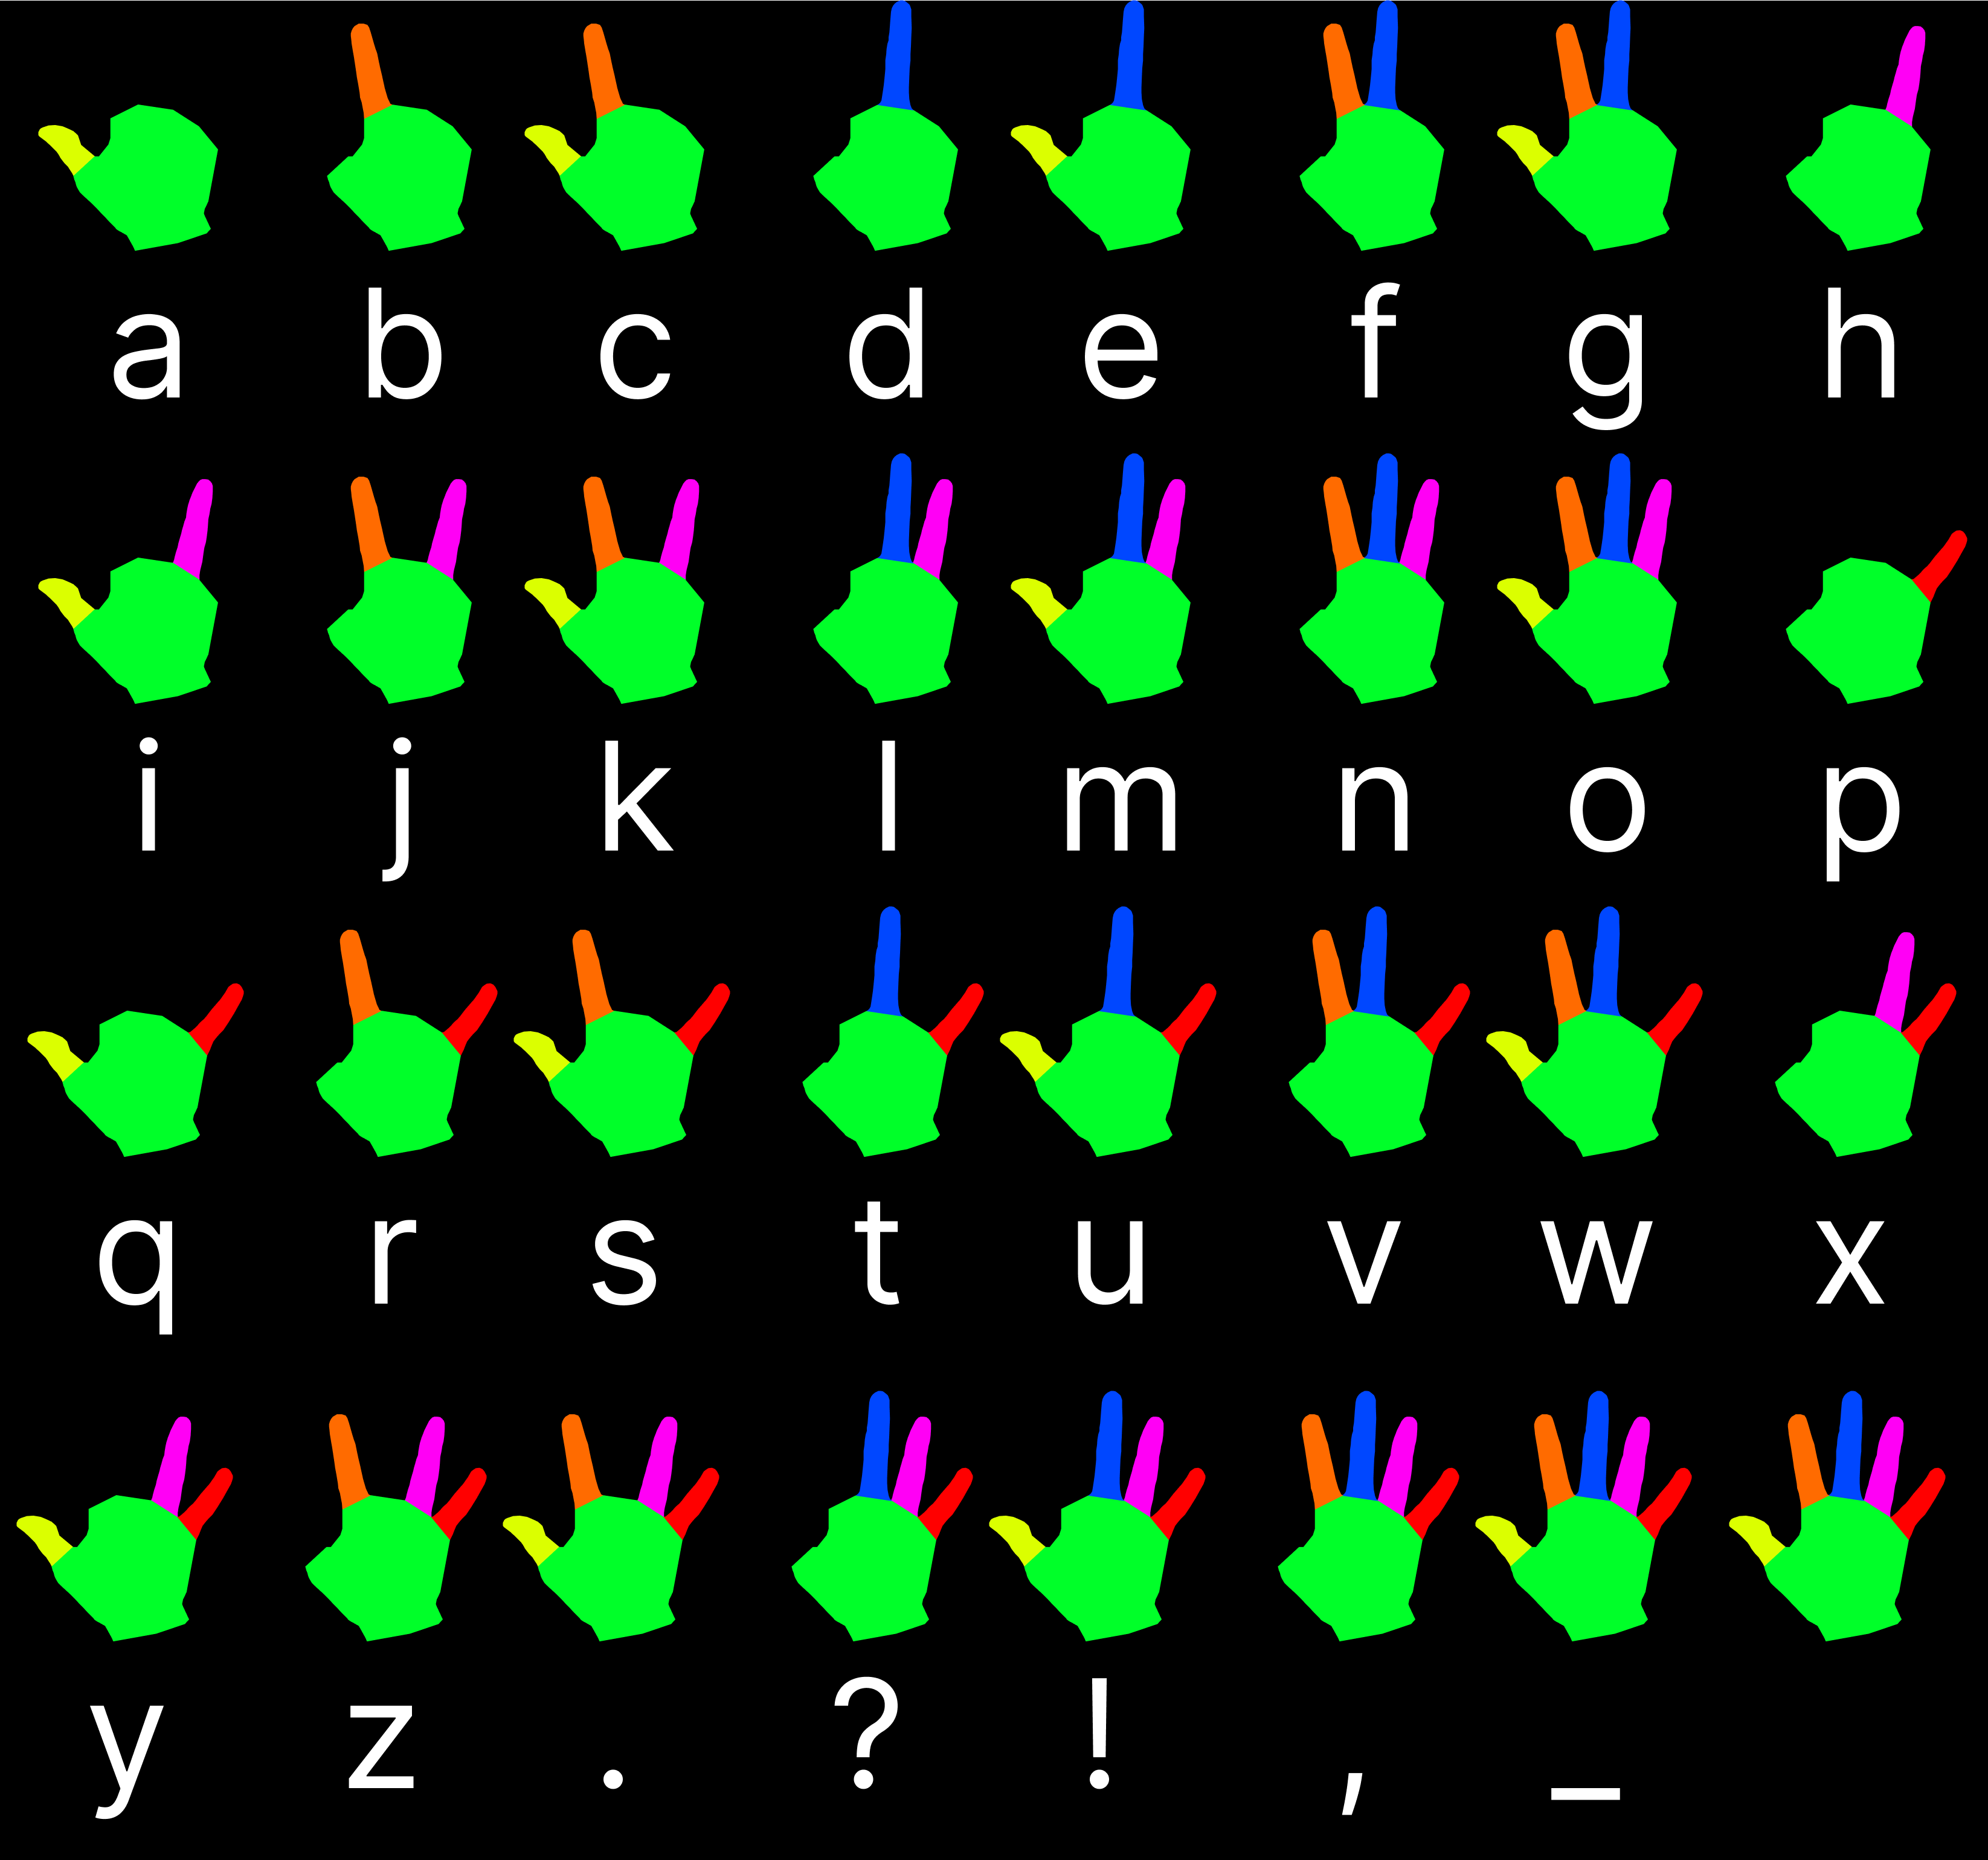 a b c d e f g h
i j k l m n o p
q r s t u v w x
y z . ? ! , _